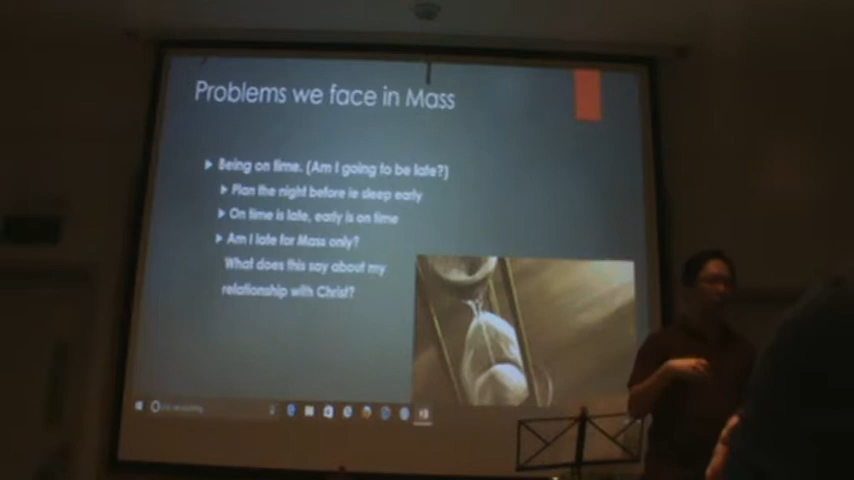 Problems we face in Mass
Being on time. (Am I going to be late?)
Plan the night before ie sleep early
On time is late, early is on time
Am I late for Mass only?
What does this say about my
relationship with Christ?